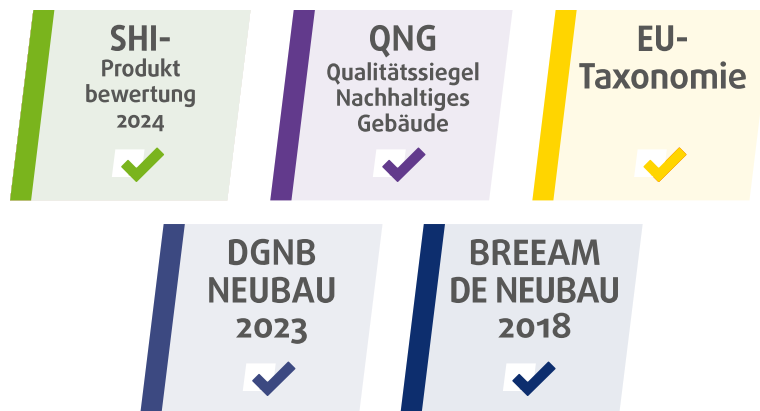 SHI-
Produkt
bewertung
2024
QNG
Qualitätssiegel
Nachhaltiges
Gebäude
EU-
Taxonomie
DGNB
NEUBAU
2023
BREEAM
DE NEUBAU
2018